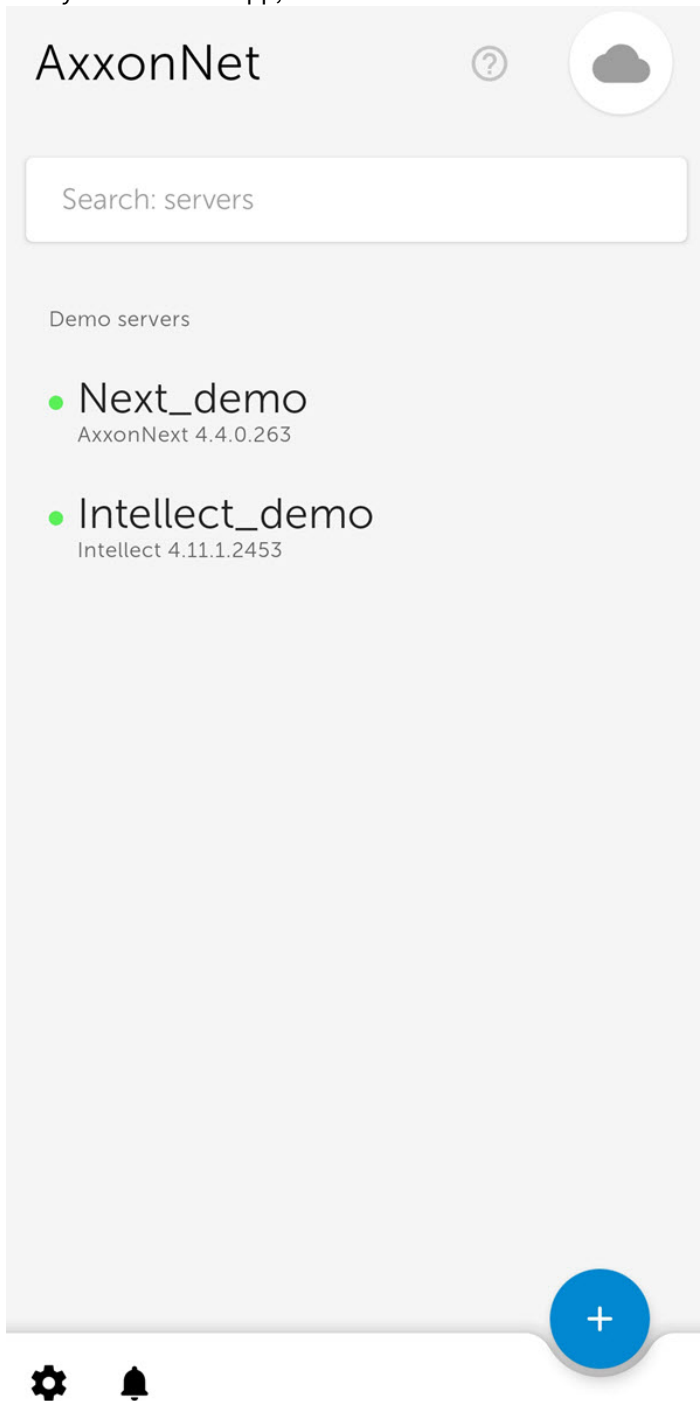 AxxonNet
Search: servers
Demo servers
Next_demo
AxxonNext 4.4.0.263
Intellect_demo
Intellect 4.11.1.2453